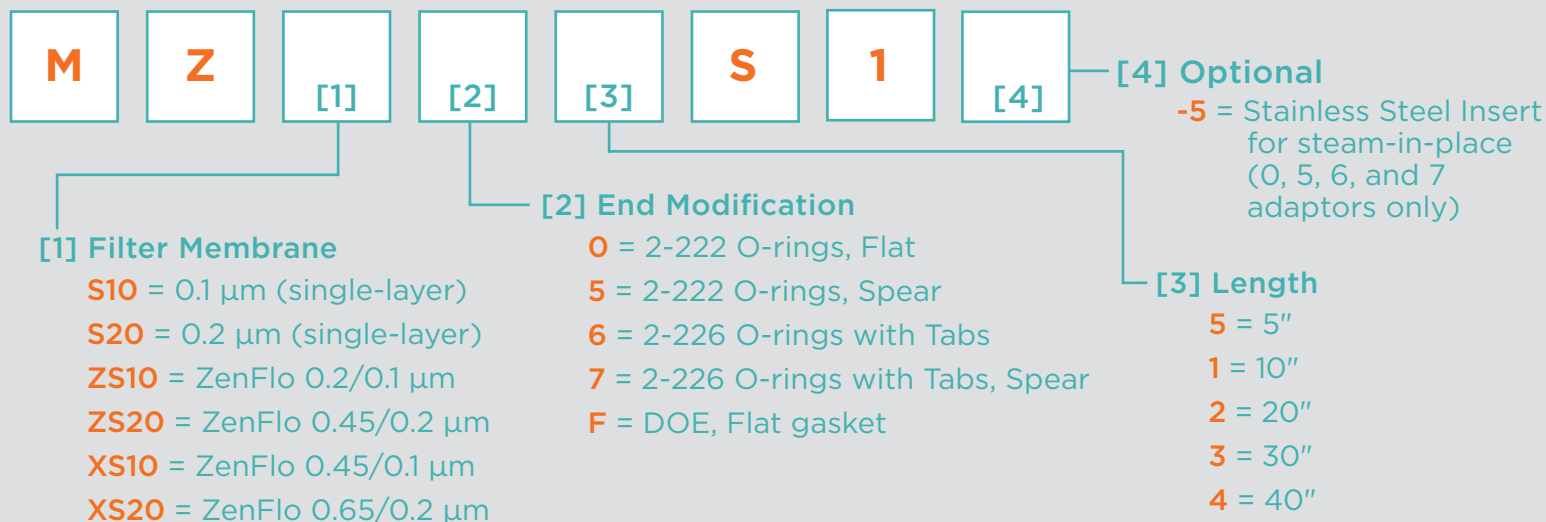 M Z [1] [2] [3] S 1 [4]
[4] Optional
-5 = Stainless Steel Insert
for steam-in-place
(0, 5, 6, and 7
adaptors only)
[1] Filter Membrane
S10 = 0.1 μm (single-layer)
S20 = 0.2 μm (single-layer)
ZS10 = ZenFlo 0.2/0.1 μm
ZS20 = ZenFlo 0.45/0.2 μm
XS10 = ZenFlo 0.45/0.1 μm
XS20 = ZenFlo 0.65/0.2 μm
[2] End Modification
0 = 2-222 O-rings, Flat
5 = 2-222 O-rings, Spear
6 = 2-226 O-rings with Tabs
7 = 2-226 O-rings with Tabs, Spear
F = DOE, Flat gasket
[3] Length
5 = 5"
1 = 10"
2 = 20"
3 = 30"
4 = 40"